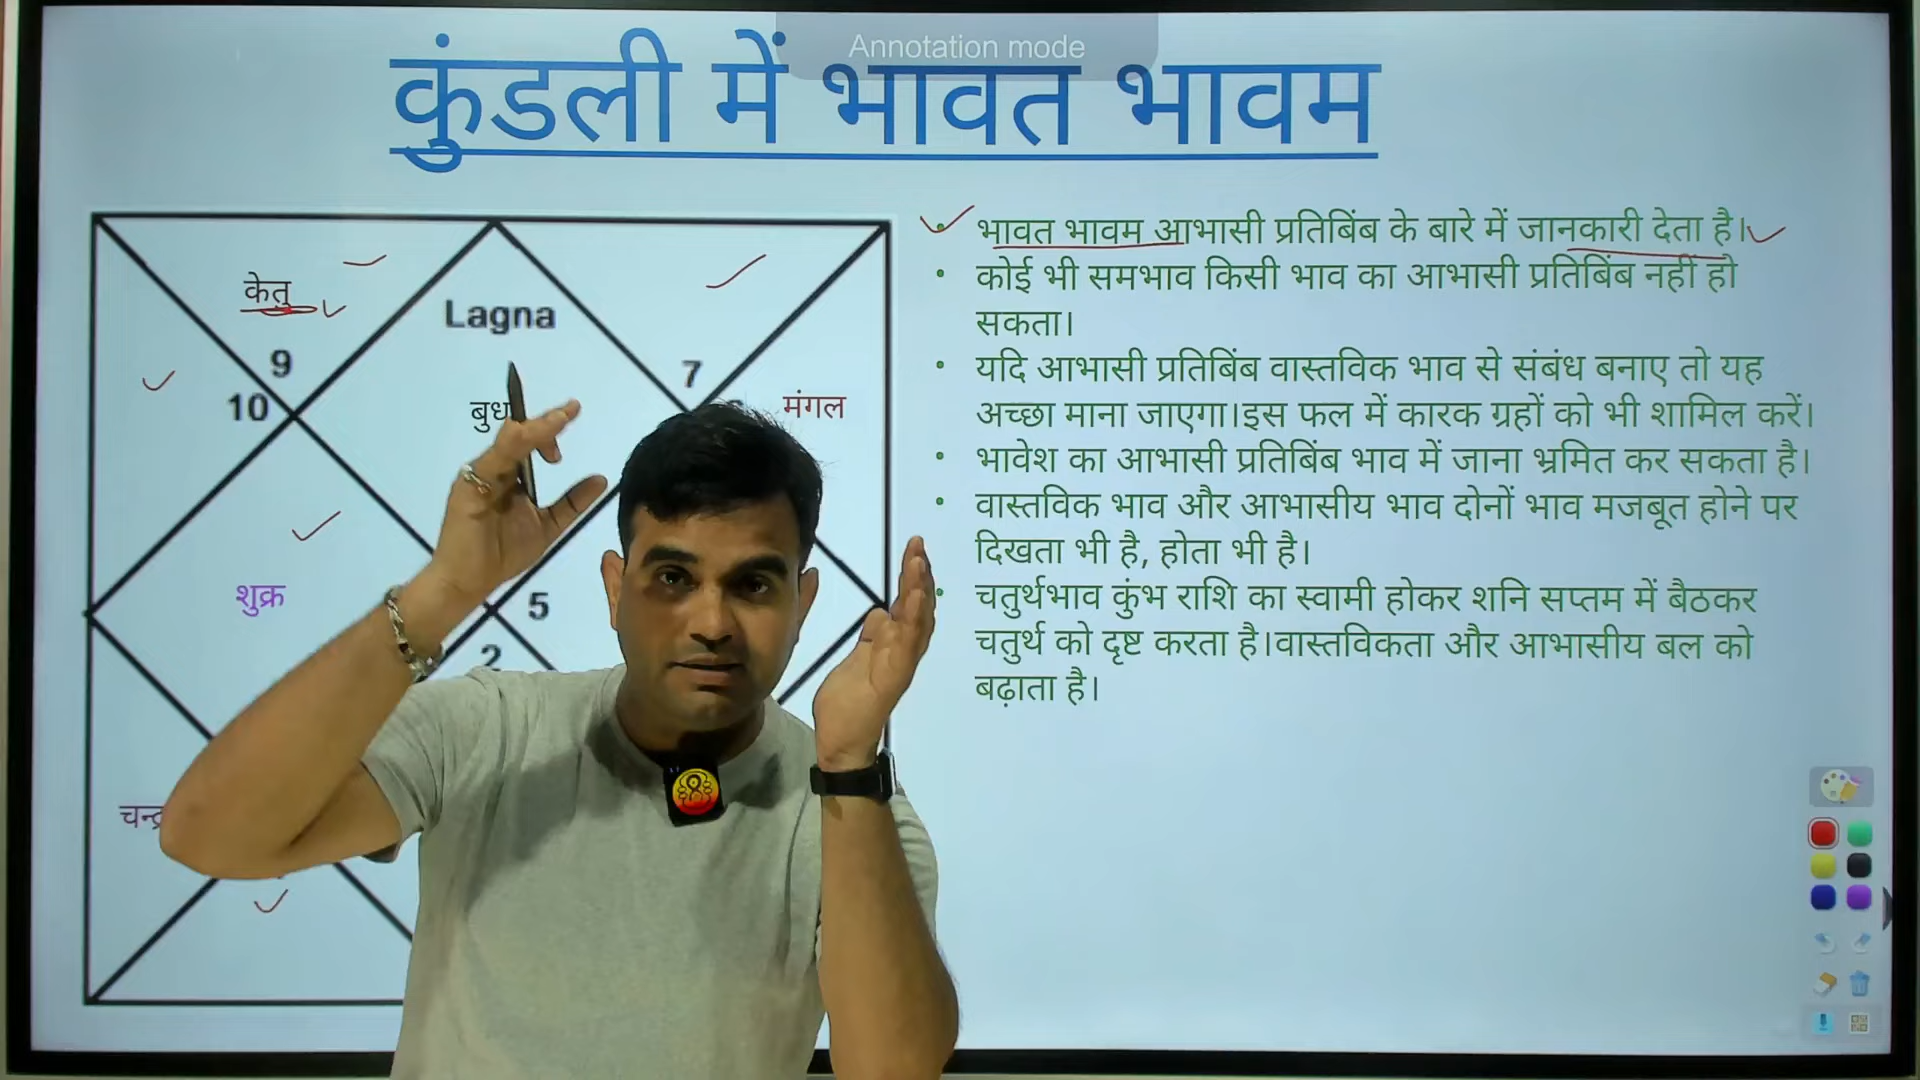 Annotation mode
कुंडली में भावत भावम
भावत भावम आभासी प्रतिबिंब के बारे में जानकारी देता है।
कोई भी समभाव किसी भाव का आभासी प्रतिबिंब नहीं हो
सकता।
यदि आभासी प्रतिबिंब वास्तविक भाव से संबंध बनाए तो यह
अच्छा माना जाएगा।इस फल में कारक ग्रहों को भी शामिल करें।
भावेश का आभासी प्रतिबिंब भाव में जाना भ्रमित कर सकता है।
वास्तविक भाव और आभासीय भाव दोनों भाव मजबूत होने पर
दिखता भी है, होता भी है।
चतुर्थभाव कुंभ राशि का स्वामी होकर शनि सप्तम में बैठकर
चतुर्थ को दृष्ट करता है।वास्तविकता और आभासीय बल को
बढ़ाता है।
केतु
Lagna
9
7
10
बुध
मंगल
शुक्र
5
2